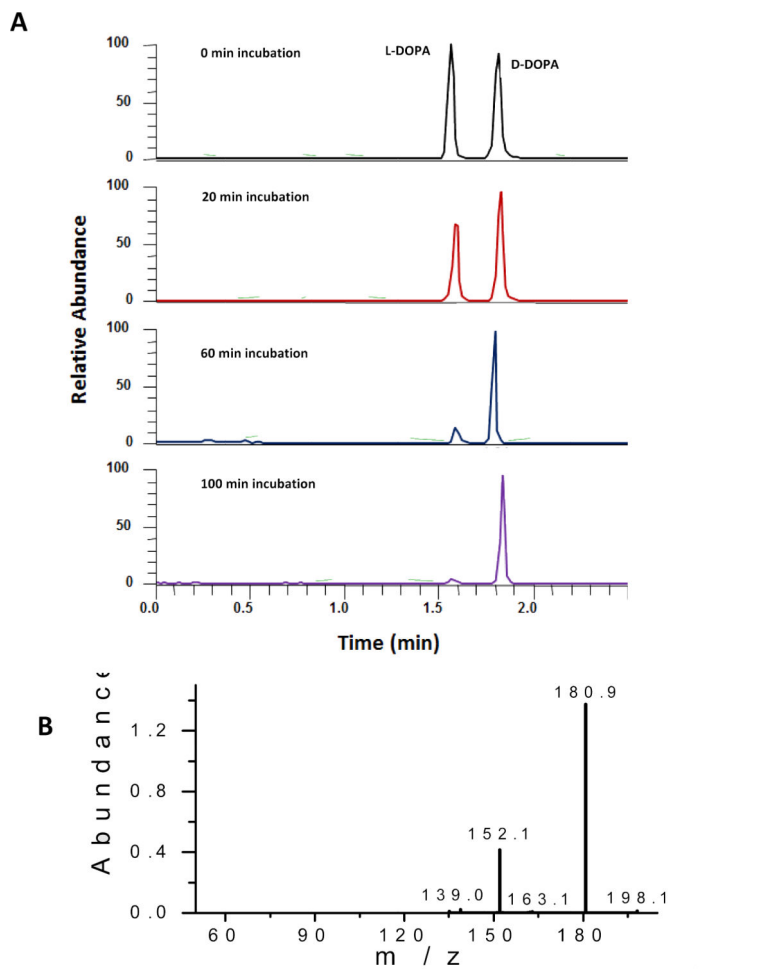 A
100
0 min incubation
L-DOPA
D-DOPA
50
0
100
20 min incubation
50
0
100
60 min incubation
50
0
100
100 min incubation
50
0
0.0 0.5 1.0 1.5 2.0
Relative Abundance
Time (min)
B
Abundance
1.2
0.8
0.4
0.0
180.9
152.1
139.0
163.1
198.1
60 90 120 150 180
m / z